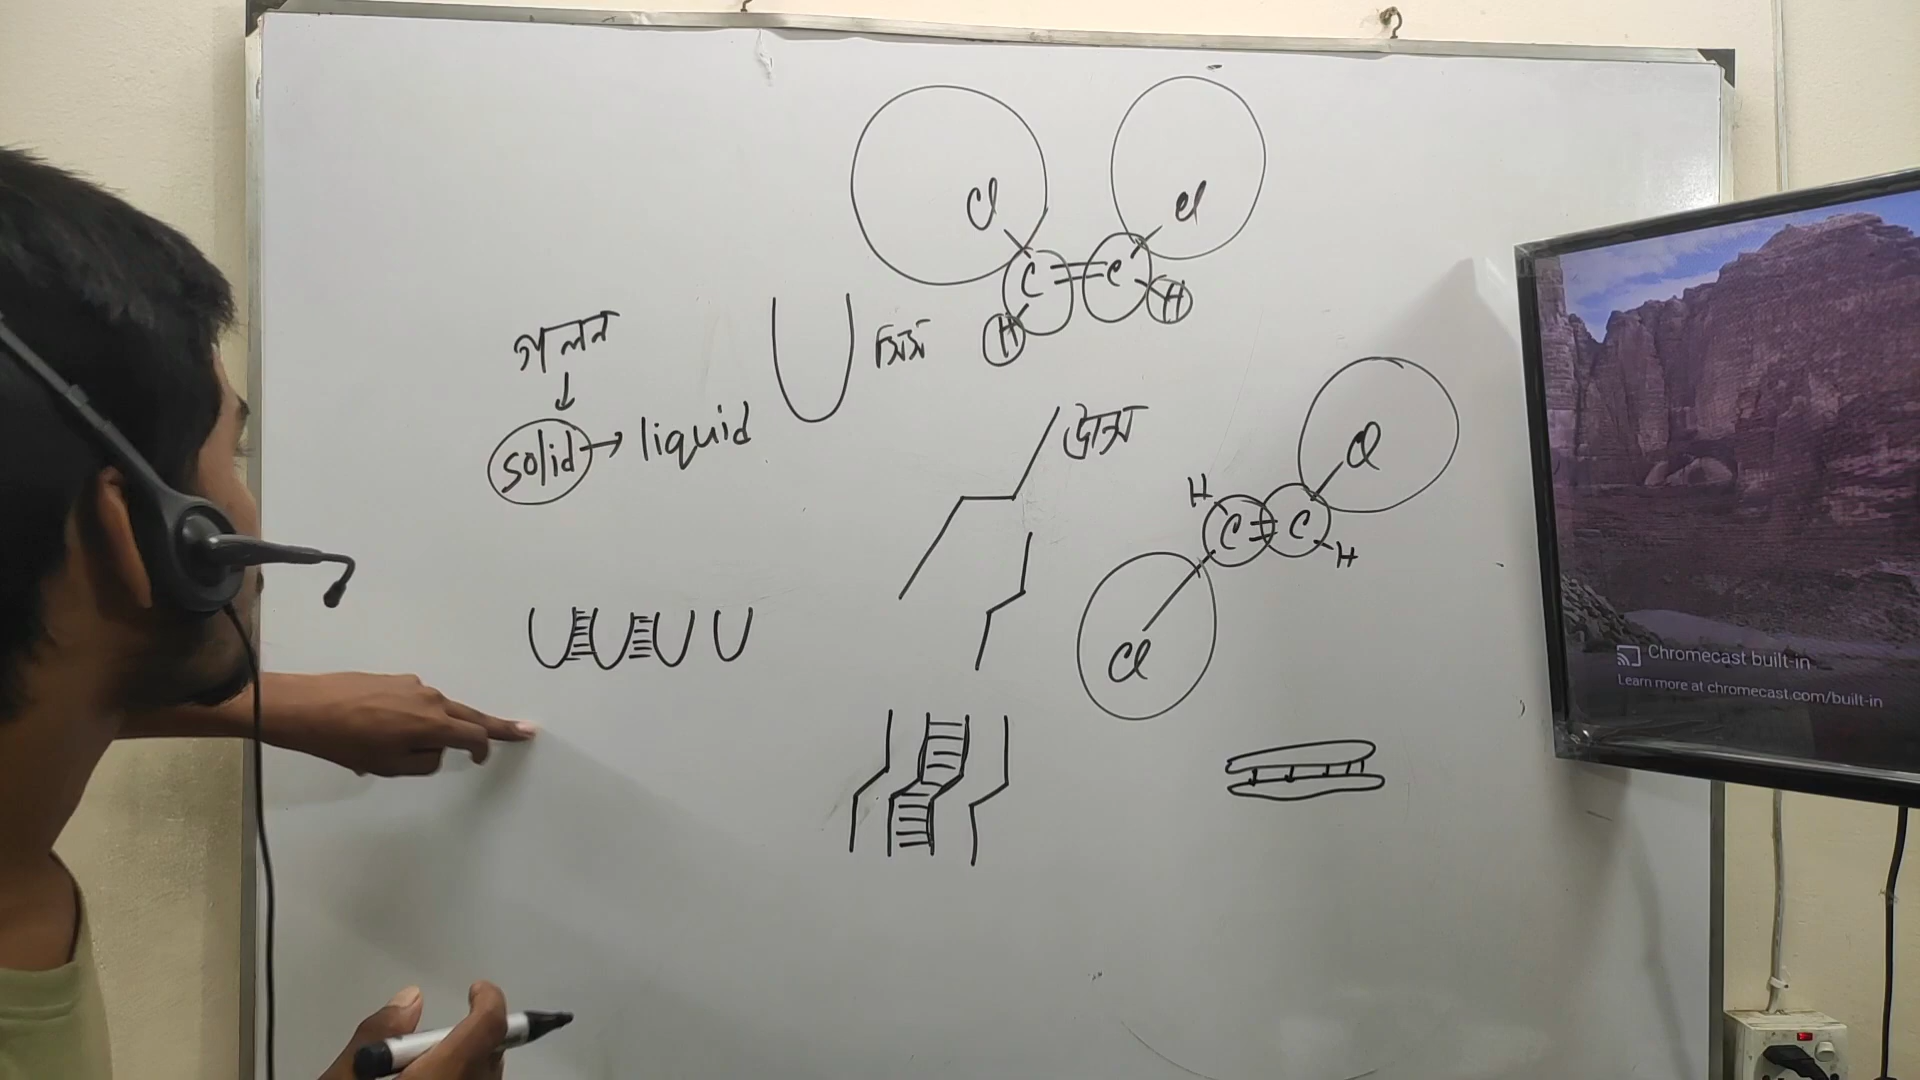 Cl Cl
C = C
H H
গলন
সিস
solid → liquid
ট্রান্স
Cl
H
C = C
H
Cl
Chromecast built-in
Learn more at chromecast.com/built-in